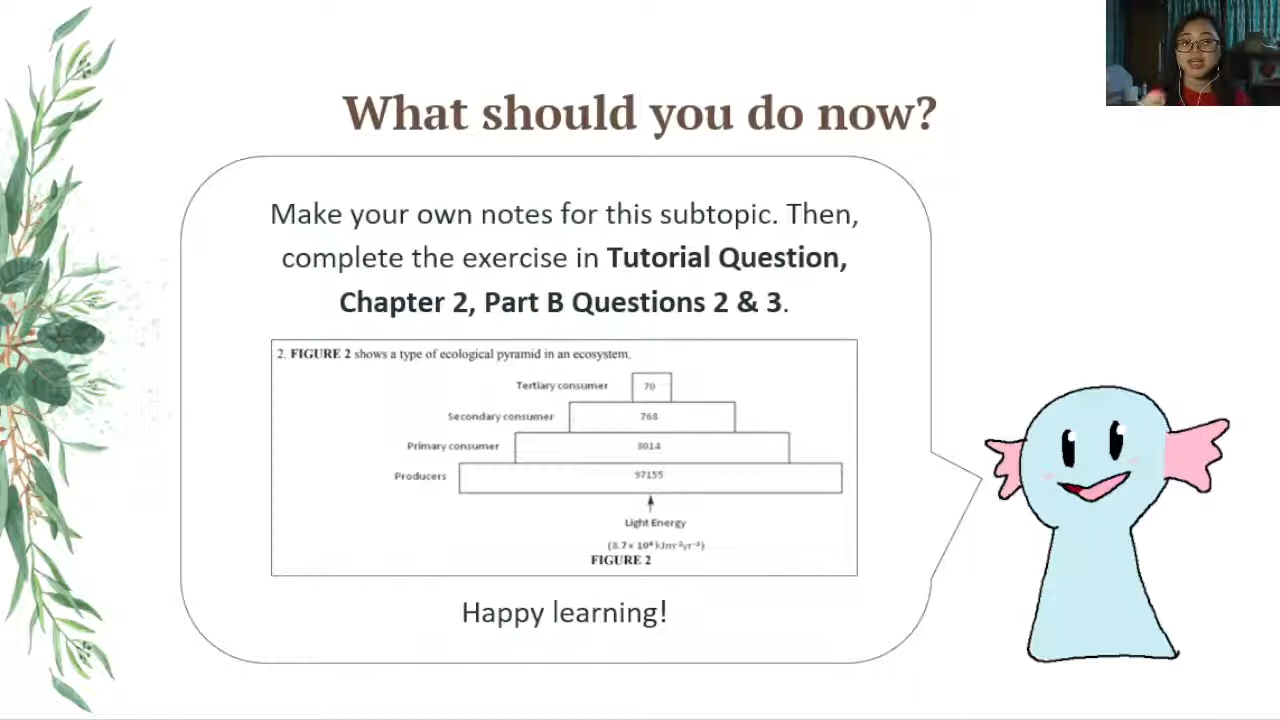 What should you do now?
Make your own notes for this subtopic. Then,
complete the exercise in Tutorial Question,
Chapter 2, Part B Questions 2 & 3.
2. FIGURE 2 shows a type of ecological pyramid in an ecosystem.
Tertiary consumer 70
Secondary consumer 768
Primary consumer 8014
Producers 97155
Light Energy
FIGURE 2
Happy learning!